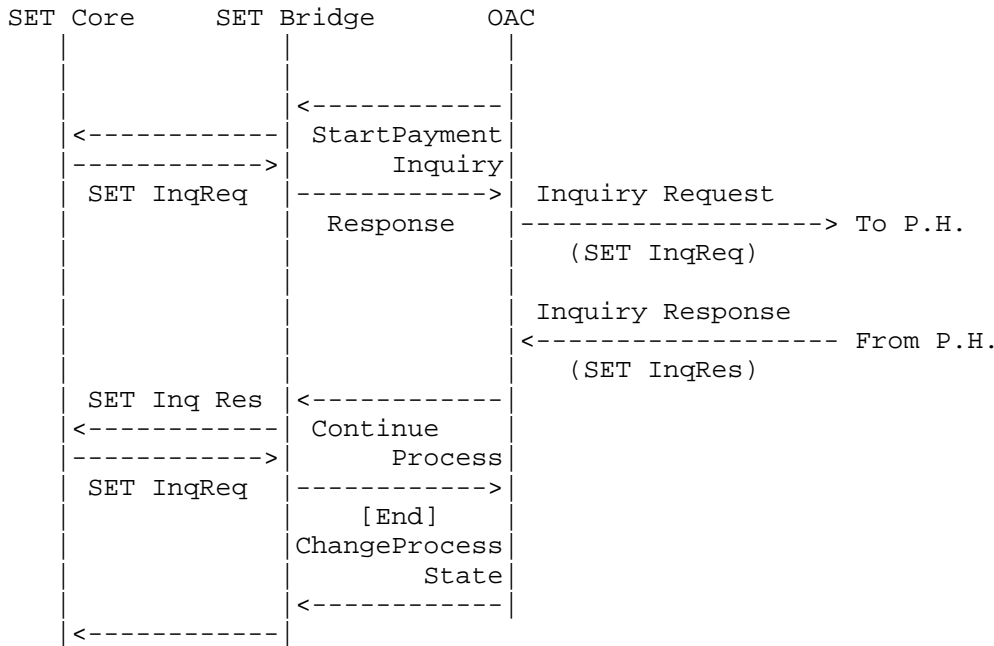 SET Core      SET Bridge       OAC
StartPayment
Inquiry
SET InqReq
Inquiry Request
Response
To P.H.
(SET InqReq)
Inquiry Response
From P.H.
(SET InqRes)
SET Inq Res
Continue
Process
SET InqReq
[End]
ChangeProcess
State